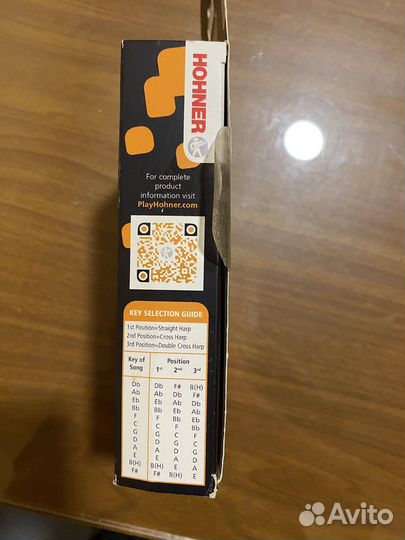 HOHNER
For complete
product
information visit
PlayHohner.com
KEY SELECTION GUIDE
1st Position=Straight Harp
2nd Position=Cross Harp
3rd Position=Double Cross Harp
Key of Position
Song 1st 2nd 3rd
Db Db F# B(H)
Ab Ab Db F#
Eb Eb Ab Db
Bb Bb Eb Ab
F F Bb Eb
C C F Bb
G G C F
D D G C
A A D G
E E A D
B(H) B(H) E A
F# F# B(H) E
Avito